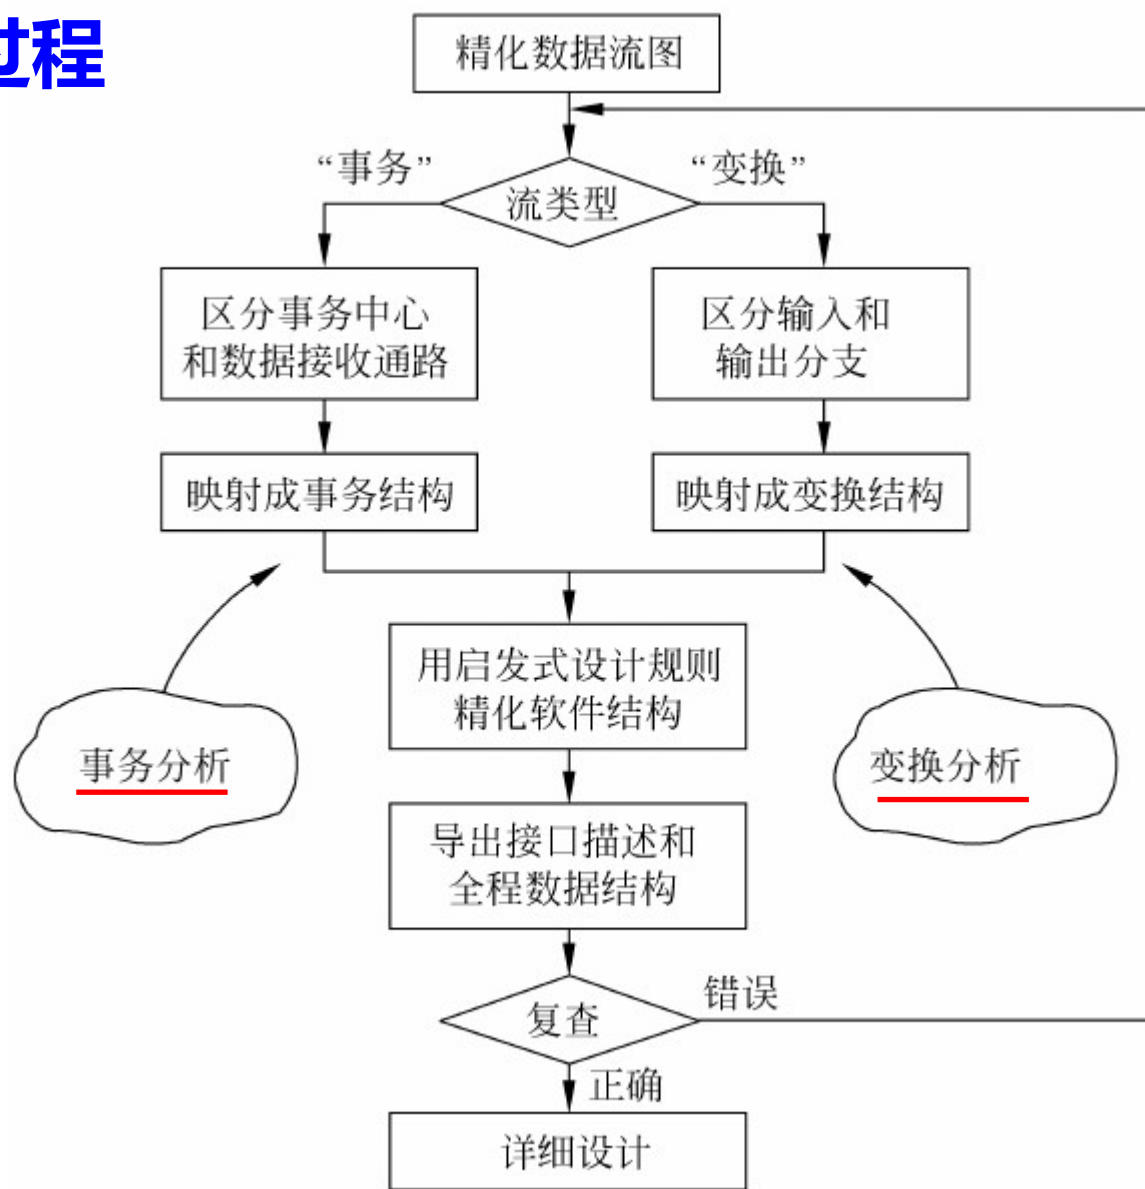 过程
精化数据流图
“事务”
“变换”
流类型
区分事务中心
和数据接收通路
区分输入和
输出分支
映射成事务结构
映射成变换结构
用启发式设计规则
精化软件结构
事务分析
变换分析
导出接口描述和
全程数据结构
错误
复查
正确
详细设计